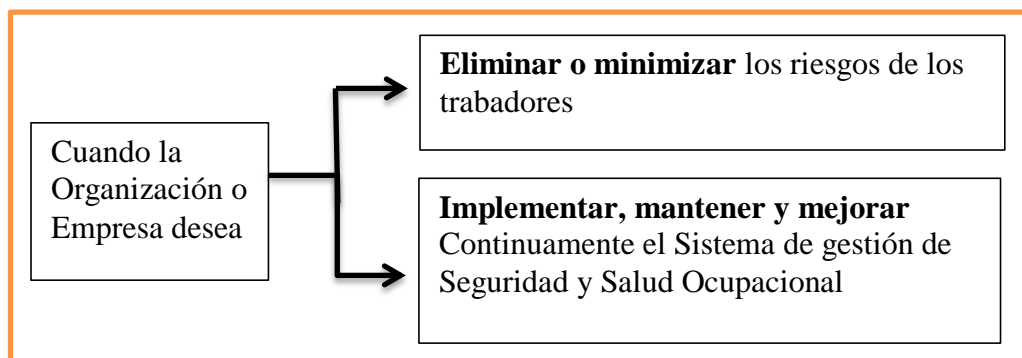 Cuando la
Organización o
Empresa desea
Eliminar o minimizar los riesgos de los
trabadores
Implementar, mantener y mejorar
Continuamente el Sistema de gestión de
Seguridad y Salud Ocupacional